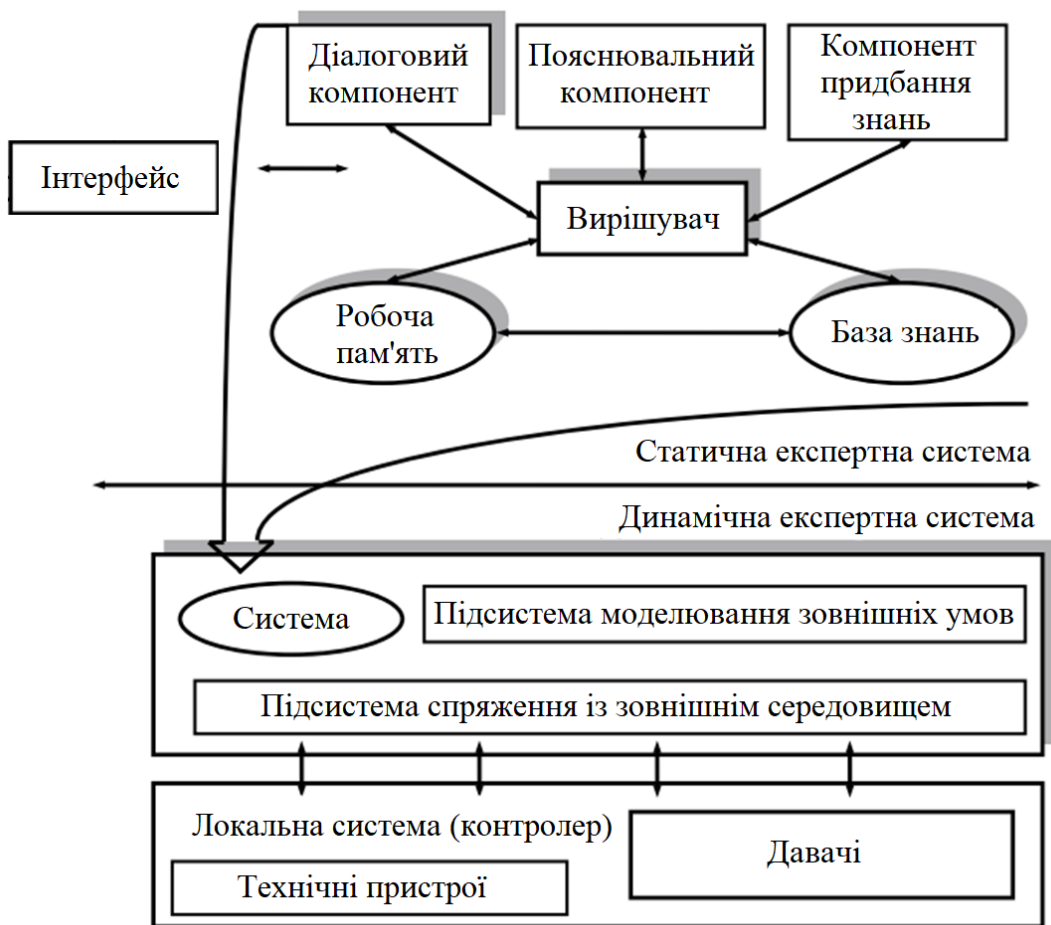 Діалоговий
компонент
Пояснювальний
компонент
Компонент
придбання
знань
Інтерфейс
Вирішувач
Робоча
пам'ять
База знань
Статична експертна система
Динамічна експертна система
Система
Підсистема моделювання зовнішніх умов
Підсистема спряження із зовнішнім середовищем
Локальна система (контролер)
Давачі
Технічні пристрої